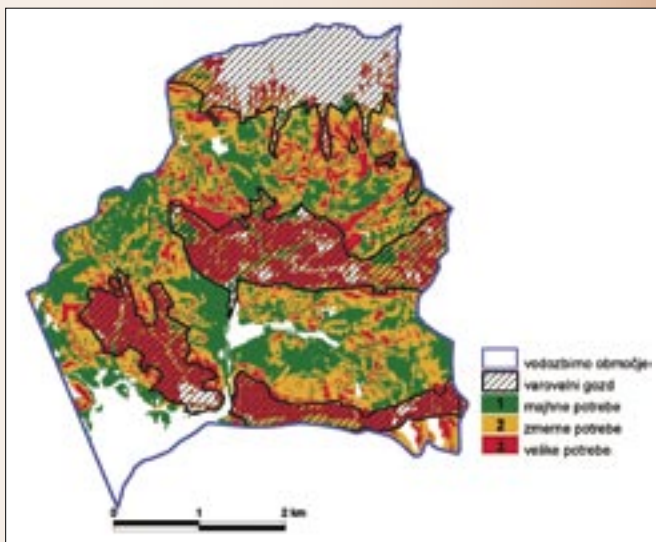 vodozbirno območje
varovalni gozd
1 majhne potrebe
2 zmerne potrebe
3 velike potrebe
0 1 2 km